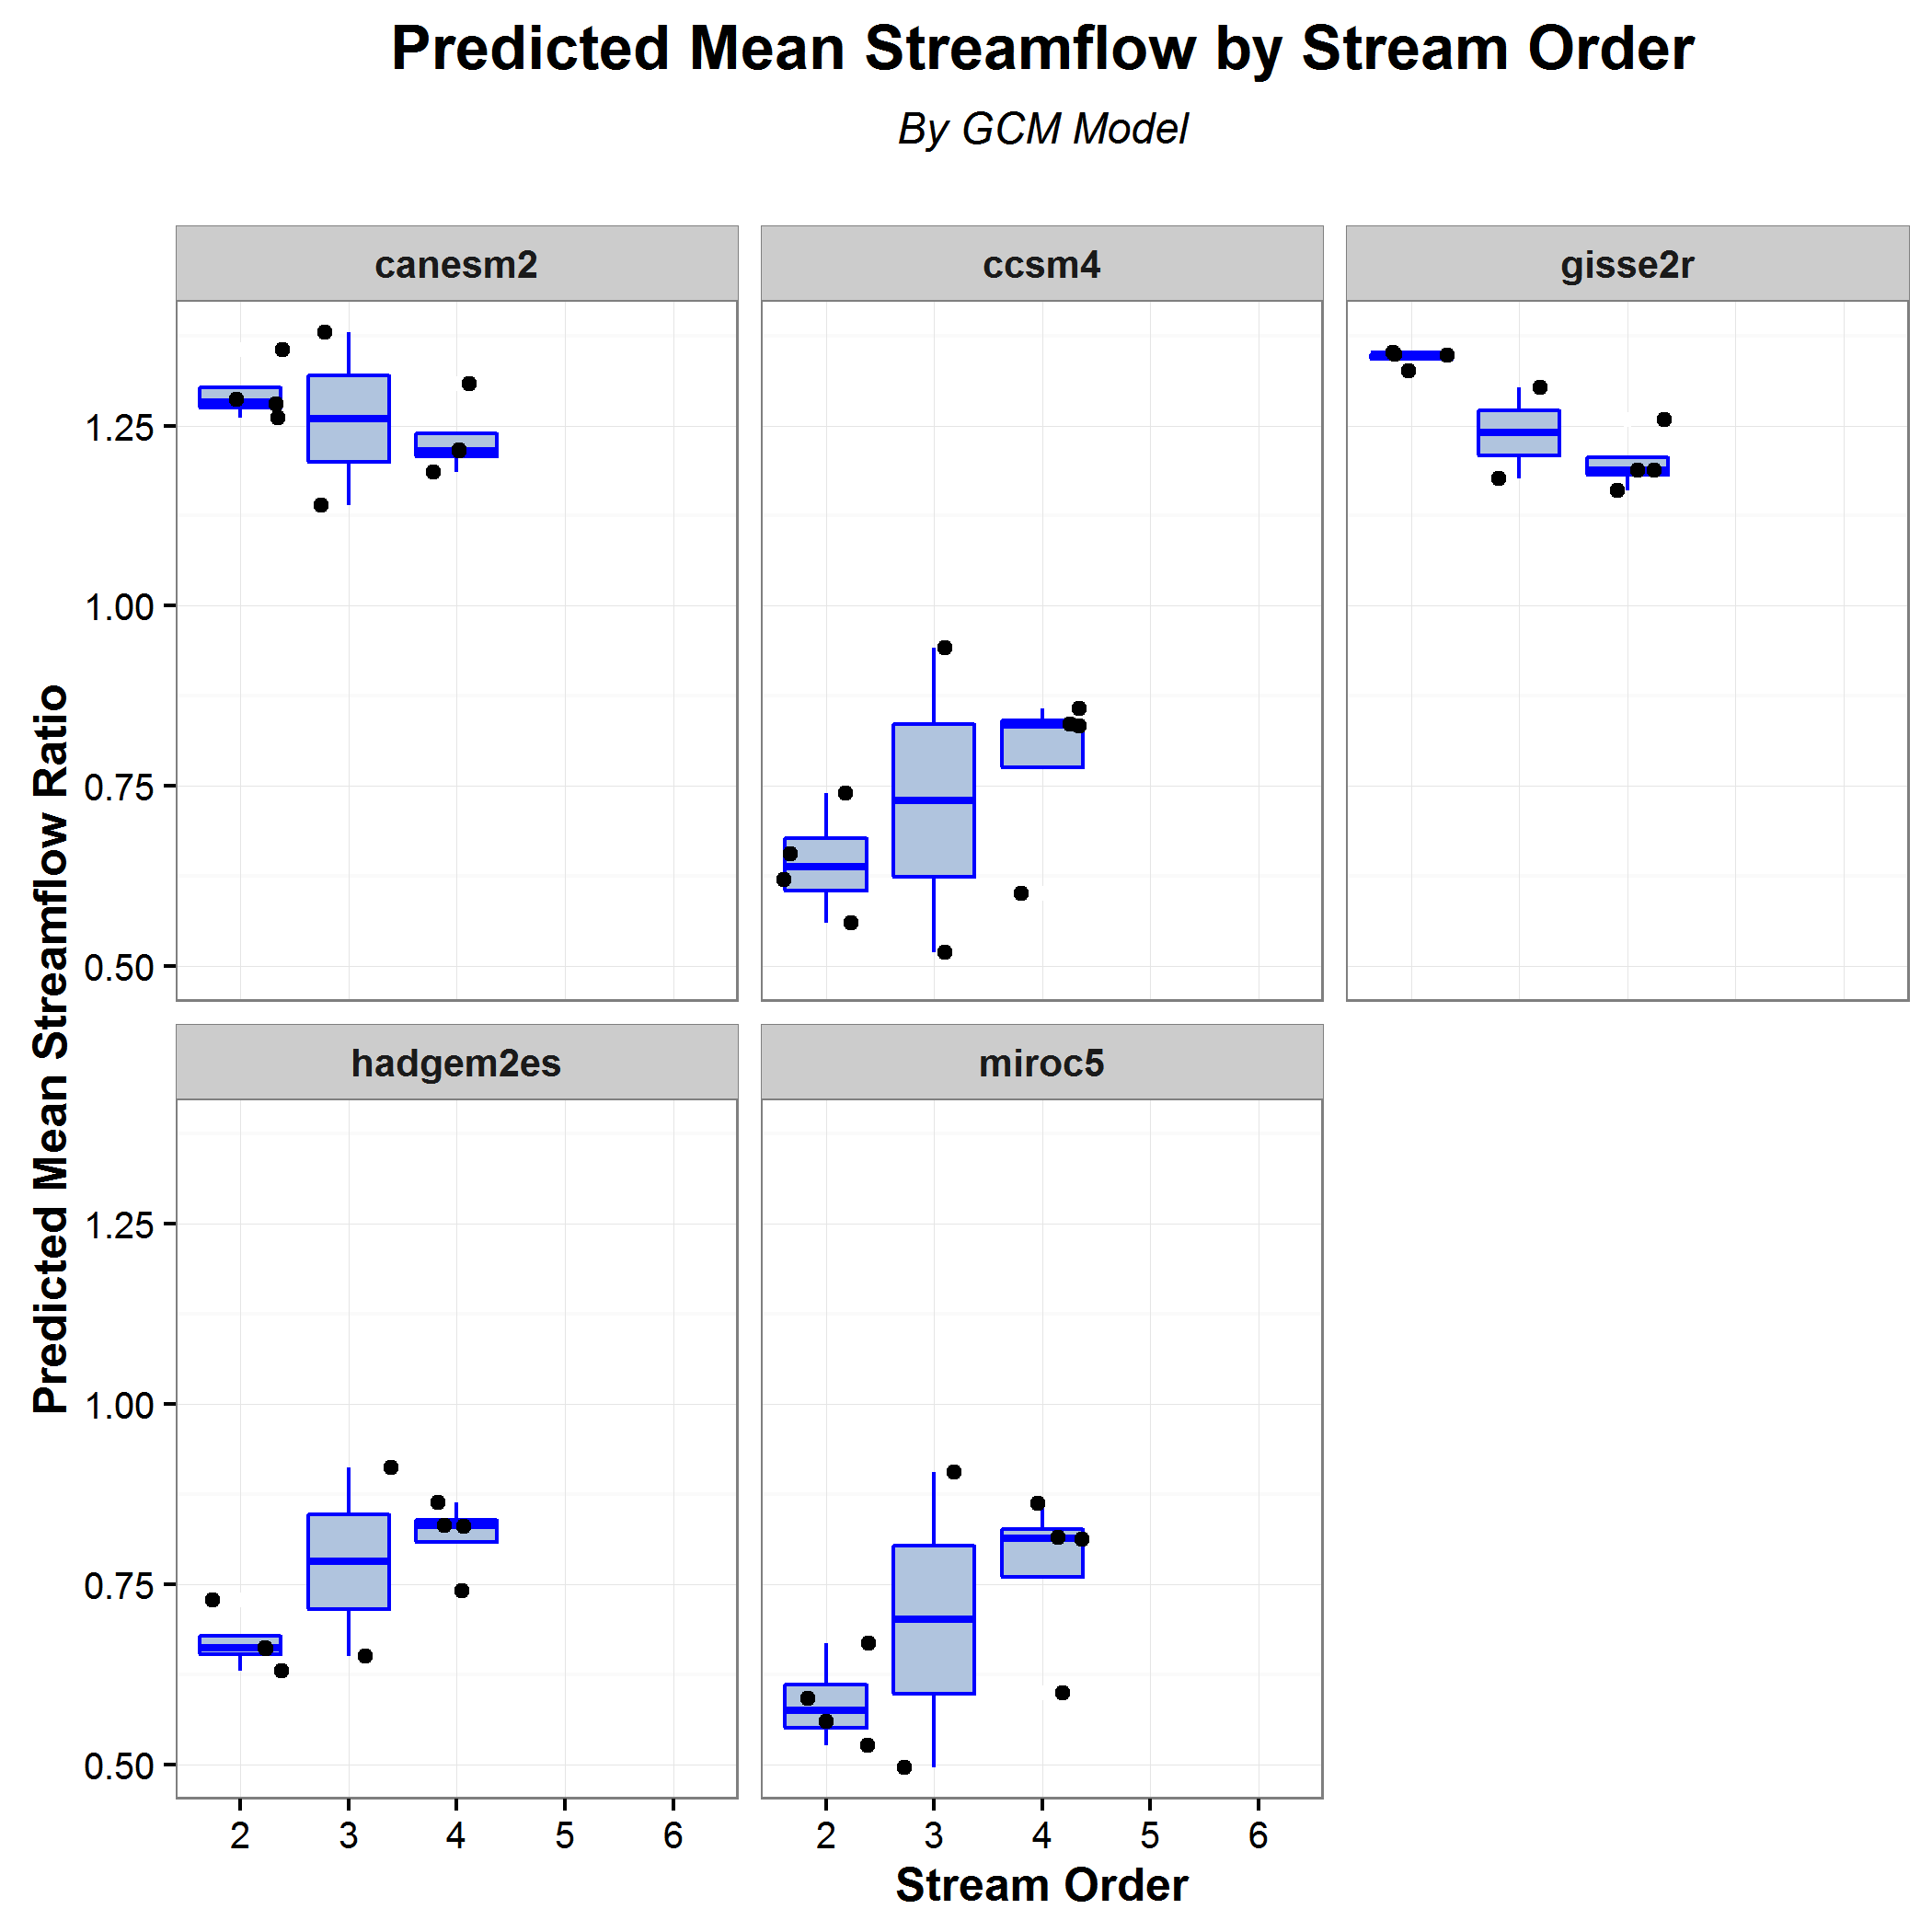 Predicted Mean Streamflow by Stream Order
By GCM Model
canesm2
ccsm4
gisse2r
1.25
1.00
0.75
0.50
Predicted Mean Streamflow Ratio
hadgem2es
miroc5
1.25
1.00
0.75
0.50
2 3 4 5 6
2 3 4 5 6
Stream Order